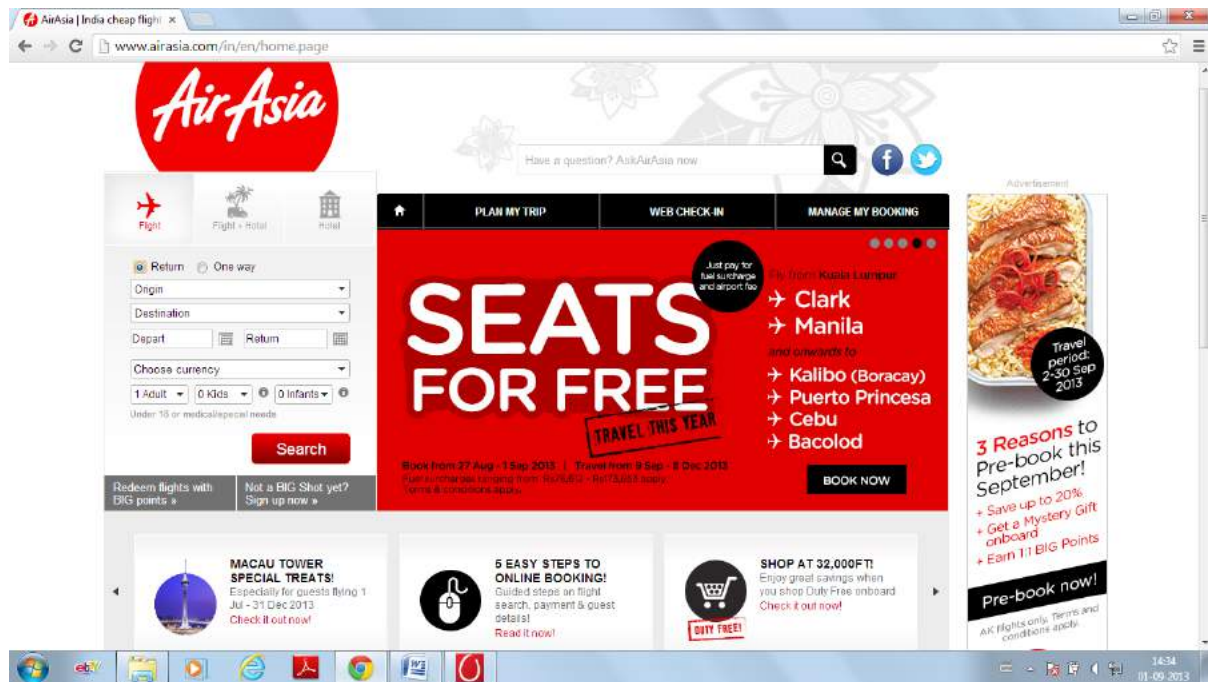 AirAsia | India cheap flight
www.airasia.com/in/en/home.page
AirAsia
Have a question? AskAirAsia now
Advertisement
Flight
Flight + Hotel
Hotel
PLAN MY TRIP
WEB CHECK-IN
MANAGE MY BOOKING
Return
One way
Origin
Destination
Depart
Return
Choose currency
1 Adult
0 Kids
0 Infants
Under 18 or medical/special needs
Search
Redeem flights with
BIG points »
Not a BIG Shot yet?
Sign up now »
Just pay for
fuel surcharge
and airport fee
SEATS
FOR FREE
TRAVEL THIS YEAR
Fly from Kuala Lumpur
Clark
Manila
and onwards to
Kalibo (Boracay)
Puerto Princesa
Cebu
Bacolod
Book from 27 Aug - 1 Sep 2013 | Travel from 9 Sep - 8 Dec 2013
Fuel surcharges ranging from
apply.
Terms & conditions apply.
BOOK NOW
Travel
period:
2-30 Sep
2013
3 Reasons to
Pre-book this
September!
+ Save up to 20%
+ Get a Mystery Gift
onboard
+ Earn 1:1 BIG Points
Pre-book now!
AK flights only. Terms and
conditions apply.
MACAU TOWER
SPECIAL TREATS!
Especially for guests flying 1
Jul - 31 Dec 2013
Check it out now!
5 EASY STEPS TO
ONLINE BOOKING!
Guided steps on flight
search, payment & guest
details!
Read it now!
DUTY FREE!
SHOP AT 32,000FT!
Enjoy great savings when
you shop Duty Free onboard
Check it out now!
14:34
01-09-2013